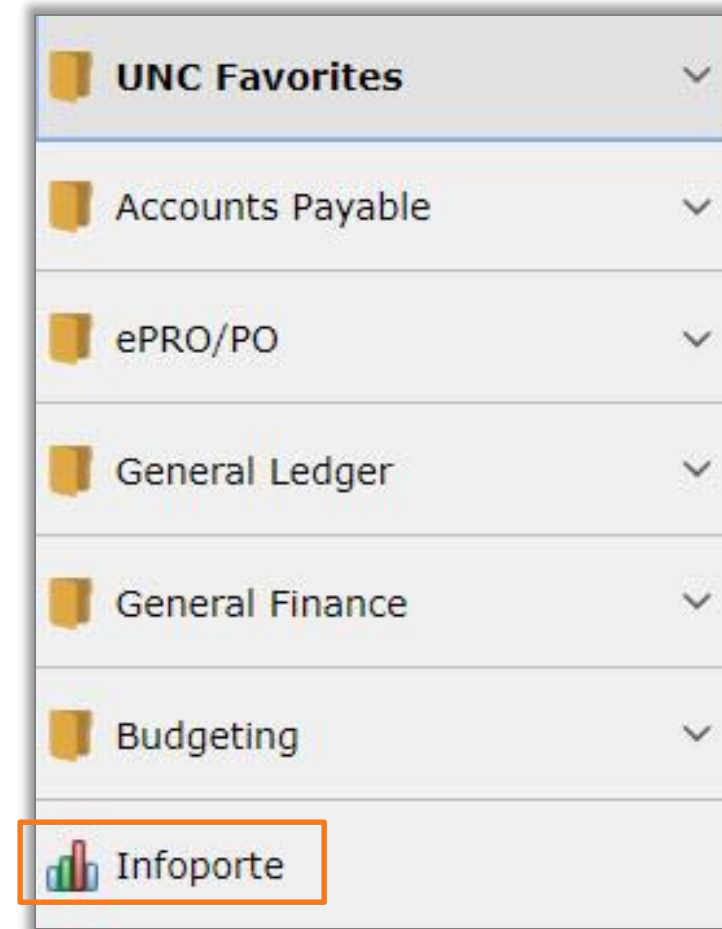 UNC Favorites
Accounts Payable
ePRO/PO
General Ledger
General Finance
Budgeting
Infoporte